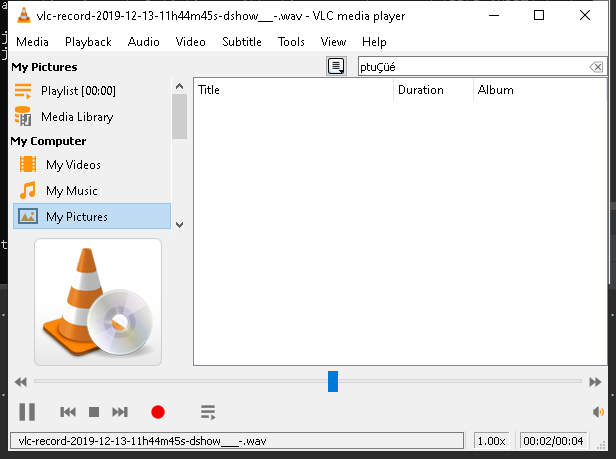 vlc-record-2019-12-13-11h44m45s-dshow___-.wav - VLC media player
Media Playback Audio Video Subtitle Tools View Help
My Pictures
ptuÇüé
Playlist [00:00]
Title Duration Album
Media Library
My Computer
My Videos
My Music
My Pictures
vlc-record-2019-12-13-11h44m45s-dshow___-.wav 1.00x 00:02/00:04